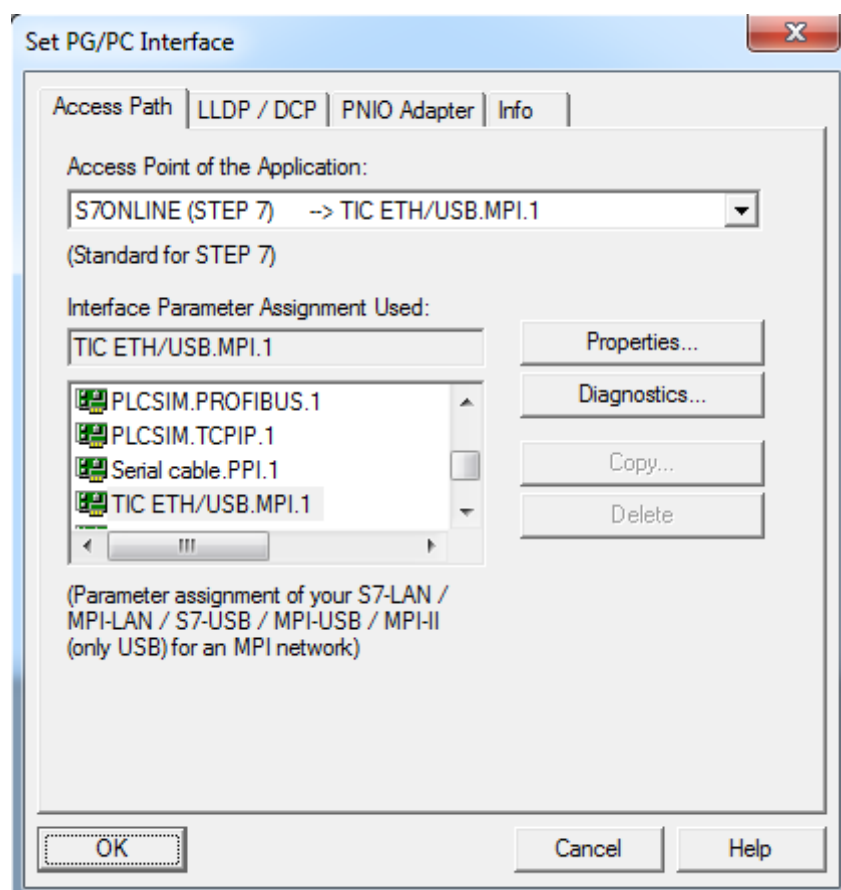 Set PG/PC Interface
Access Path LLDP / DCP PNIO Adapter Info
Access Point of the Application:
S7ONLINE (STEP 7) --> TIC ETH/USB.MPI.1
(Standard for STEP 7)
Interface Parameter Assignment Used:
TIC ETH/USB.MPI.1
Properties...
PLCSIM.PROFIBUS.1
Diagnostics...
PLCSIM.TCPIP.1
Serial cable.PPI.1
Copy...
TIC ETH/USB.MPI.1
Delete
(Parameter assignment of your S7-LAN /
MPI-LAN / S7-USB / MPI-USB / MPI-II
(only USB) for an MPI network)
OK
Cancel
Help